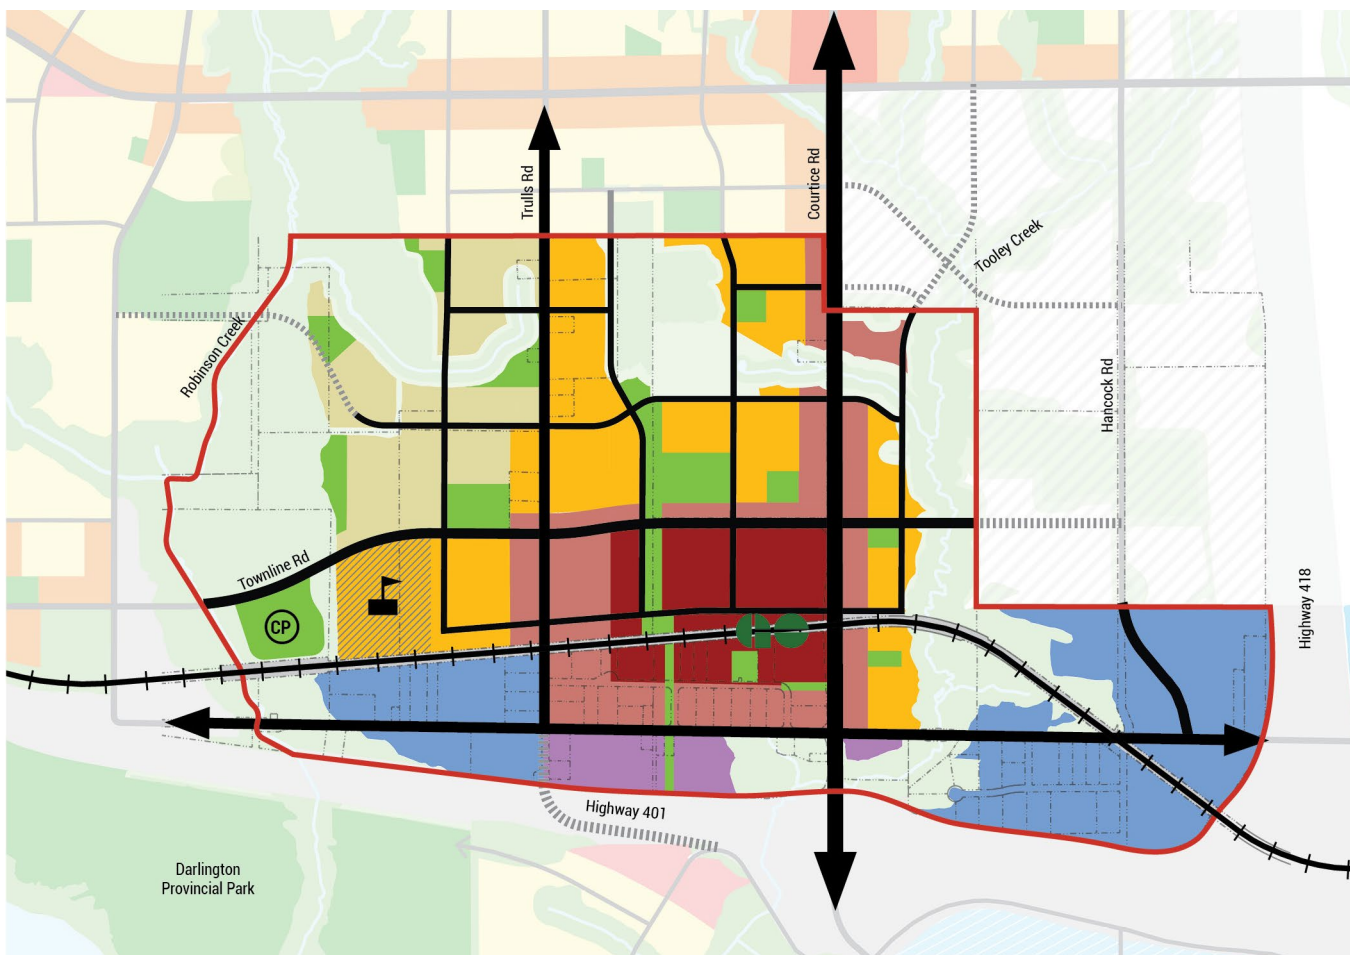 Trulls Rd
Courtice Rd
Tooley Creek
Robinson Creek
Hancock Rd
Townline Rd
CP
GO
Highway 418
Highway 401
Darlington
Provincial Park